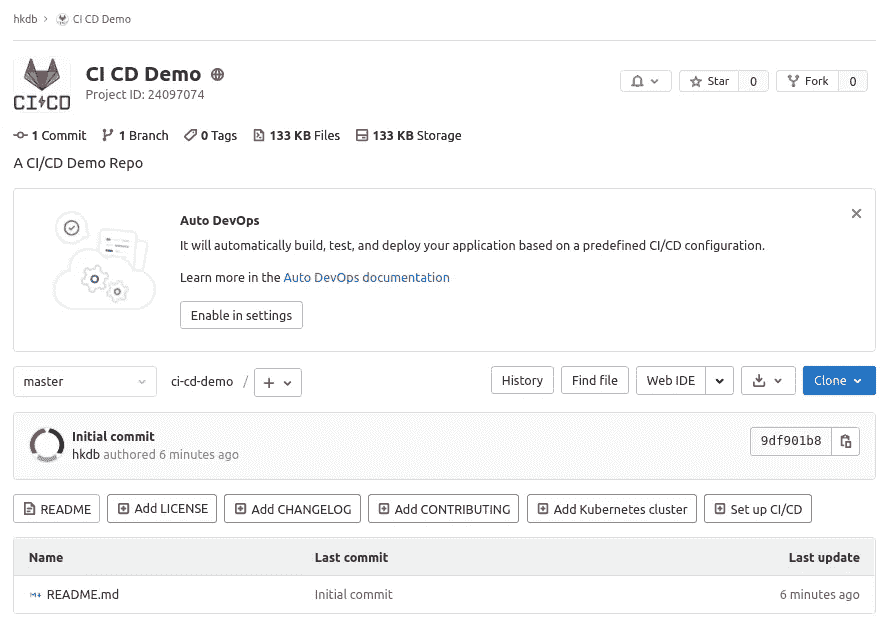 hkdb > CI CD Demo
CI CD
CI CD Demo
Project ID: 24097074
Star 0 Fork 0
1 Commit 1 Branch 0 Tags 133 KB Files 133 KB Storage
A CI/CD Demo Repo
Auto DevOps
It will automatically build, test, and deploy your application based on a predefined CI/CD configuration.
Learn more in the Auto DevOps documentation
Enable in settings
master ci-cd-demo / + History Find file Web IDE Clone
Initial commit
hkdb authored 6 minutes ago
9df901b8
README Add LICENSE Add CHANGELOG Add CONTRIBUTING Add Kubernetes cluster Set up CI/CD
Name Last commit Last update
M+ README.md Initial commit 6 minutes ago